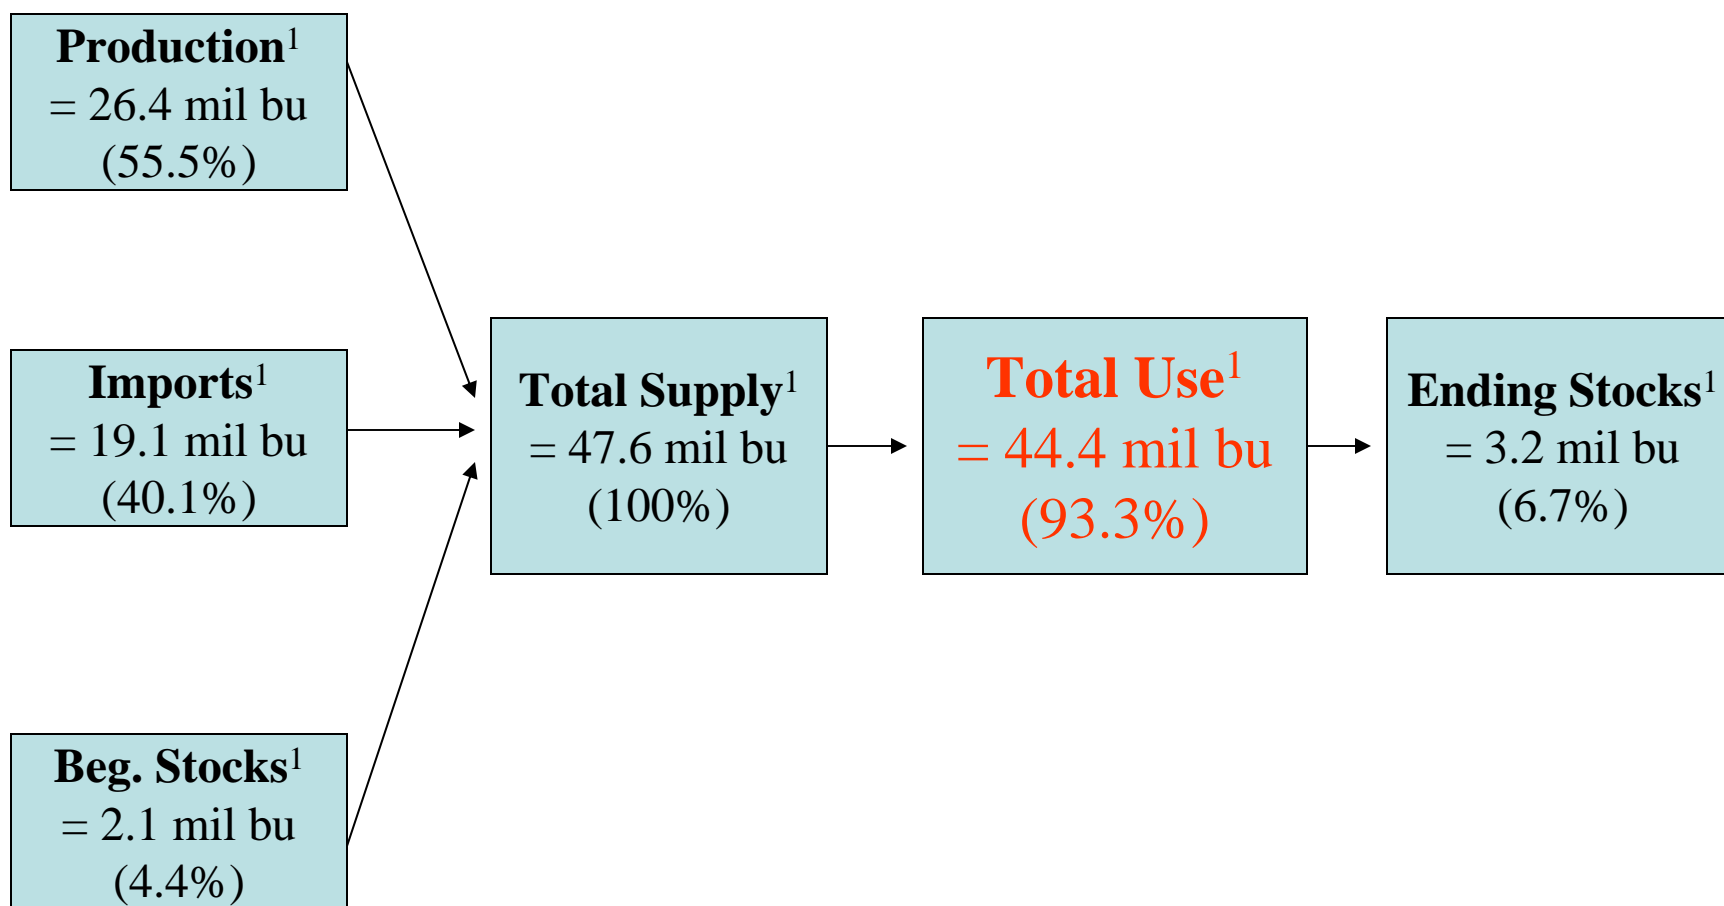 Production¹
= 26.4 mil bu
(55.5%)
Imports¹
= 19.1 mil bu
(40.1%)
Beg. Stocks¹
= 2.1 mil bu
(4.4%)
Total Supply¹
= 47.6 mil bu
(100%)
Total Use¹
= 44.4 mil bu
(93.3%)
Ending Stocks¹
= 3.2 mil bu
(6.7%)